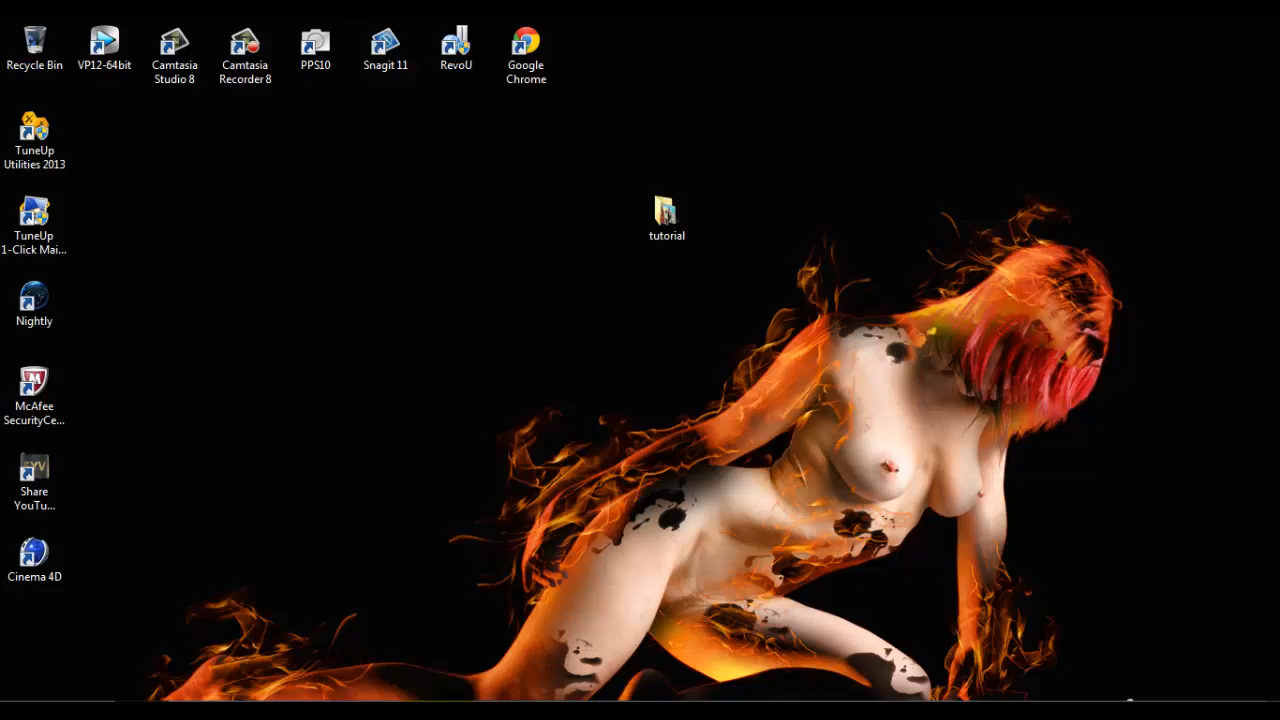 Recycle Bin
VP12-64bit
Camtasia
Studio 8
Camtasia
Recorder 8
PPS10
Snagit 11
RevoU
Google
Chrome
TuneUp
Utilities 2013
TuneUp
1-Click Mai...
Nightly
McAfee
SecurityCe...
Share
YouTu...
Cinema 4D
tutorial